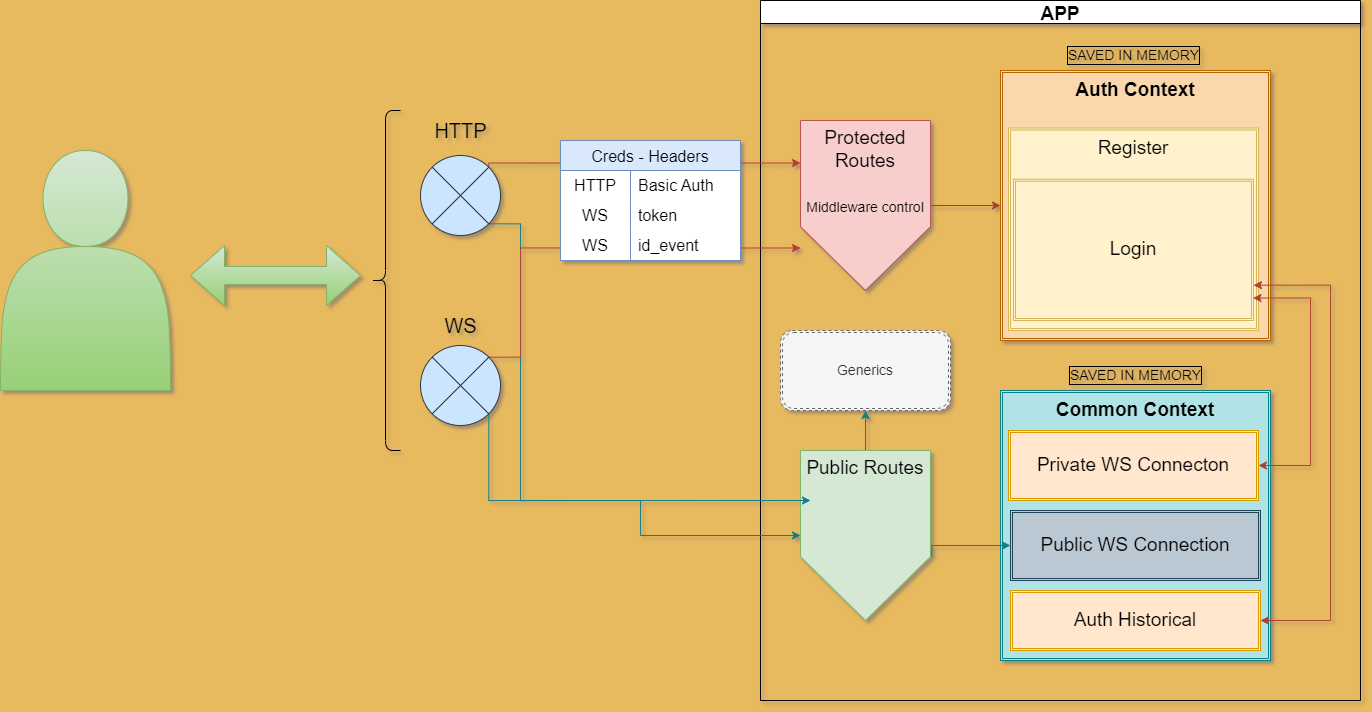 APP
SAVED IN MEMORY
Auth Context
HTTP
Creds - Headers
HTTP Basic Auth
WS token
WS id_event
Protected
Routes
Middleware control
Register
Login
WS
Generics
SAVED IN MEMORY
Common Context
Public Routes
Private WS Connecton
Public WS Connection
Auth Historical